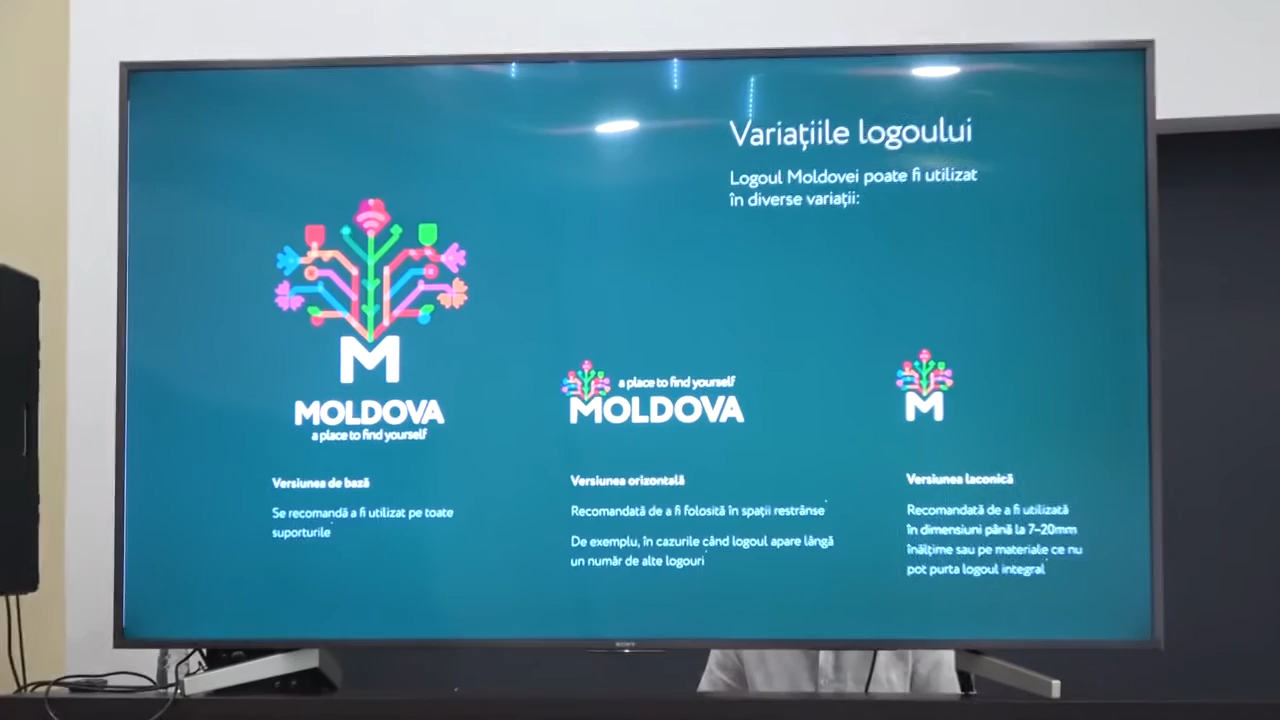 Variațiile logoului
Logoul Moldovei poate fi utilizat
în diverse variații:
M
MOLDOVA
a place to find yourself
Versiunea de bază
Se recomandă a fi utilizat pe toate
suporturile
a place to find yourself
MOLDOVA
Versiunea orizontală
Recomandată de a fi folosită în spații restrânse
De exemplu, în cazurile când logoul apare lângă
un număr de alte logouri
M
Versiunea laconică
Recomandată de a fi utilizată
în dimensiuni până la 7–20mm
înălțime sau pe materiale ce nu
pot purta logoul integral
SONY